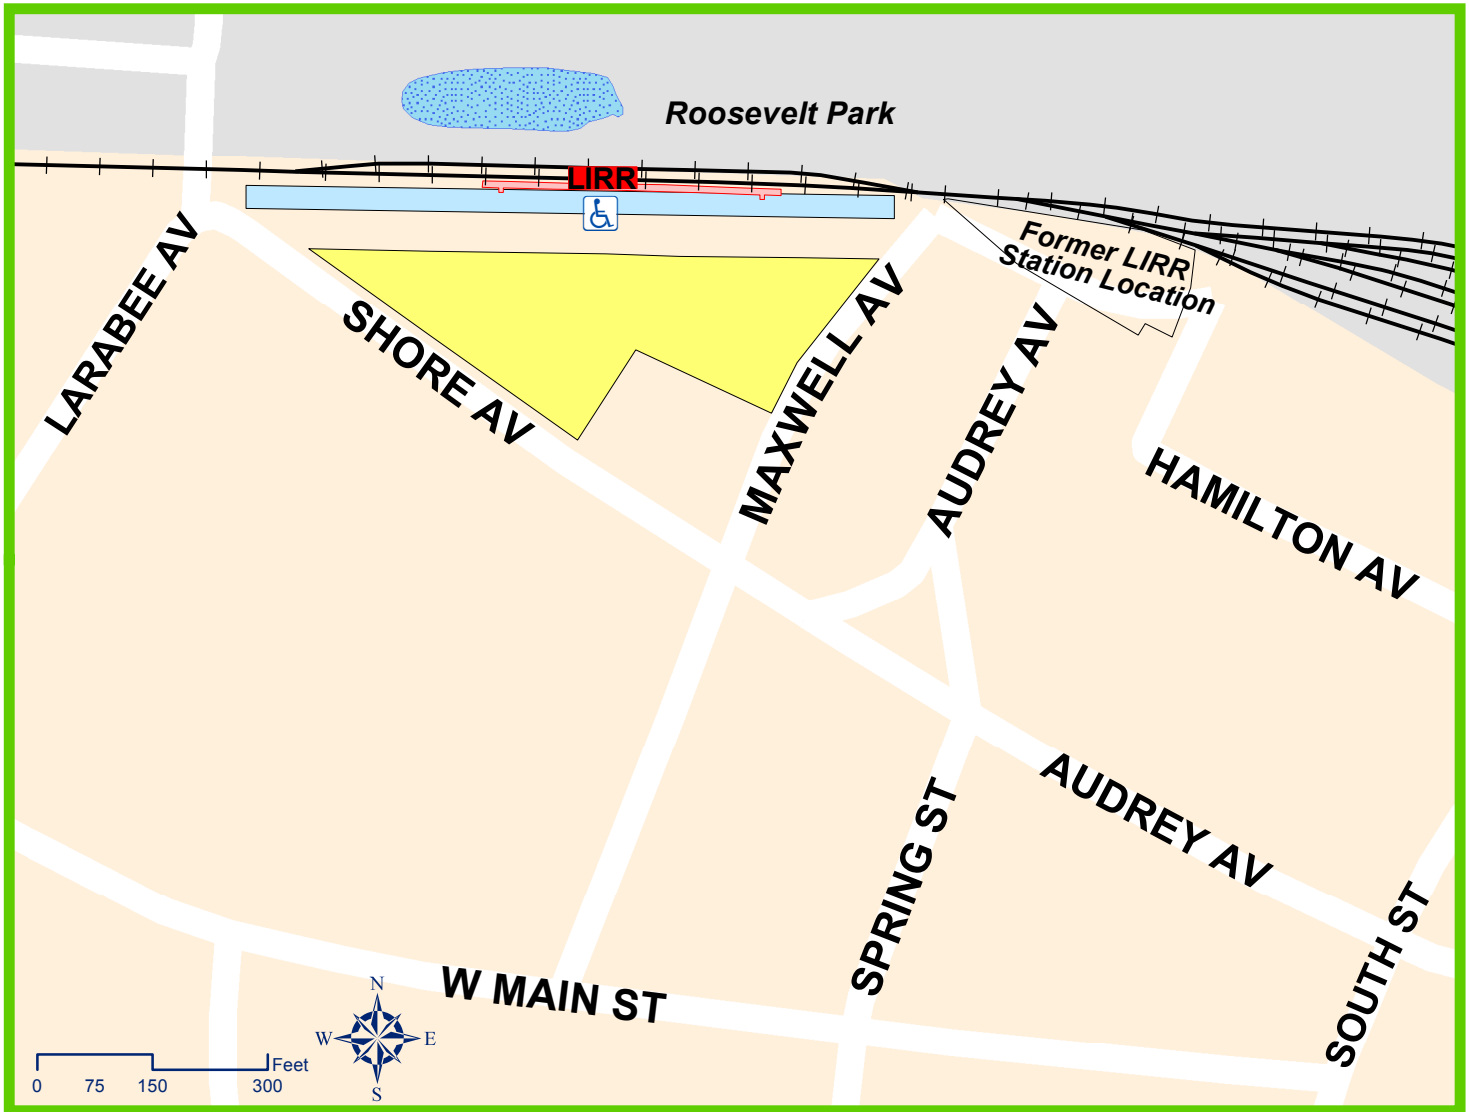 Roosevelt Park
LIRR
Former LIRR
Station Location
LARABEE AV
SHORE AV
MAXWELL AV
AUDREY AV
HAMILTON AV
AUDREY AV
SPRING ST
SOUTH ST
W MAIN ST
N
W E
S
Feet
0 75 150 300